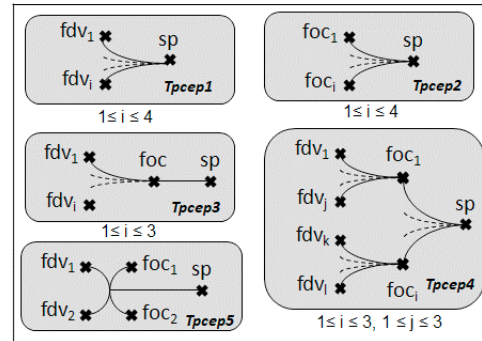 fdv1
sp
fdvi
Tpcep1
1≤ i ≤ 4
foc1
sp
foci
Tpcep2
1≤ i ≤ 4
fdv1
foc
sp
fdvi
Tpcep3
1≤ i ≤ 3
fdv1
foc1
fdvj
sp
fdvk
fdvl
foci
Tpcep4
1≤ i ≤ 3, 1≤ j ≤ 3
fdv1
foc1
sp
fdv2
foc2
Tpcep5